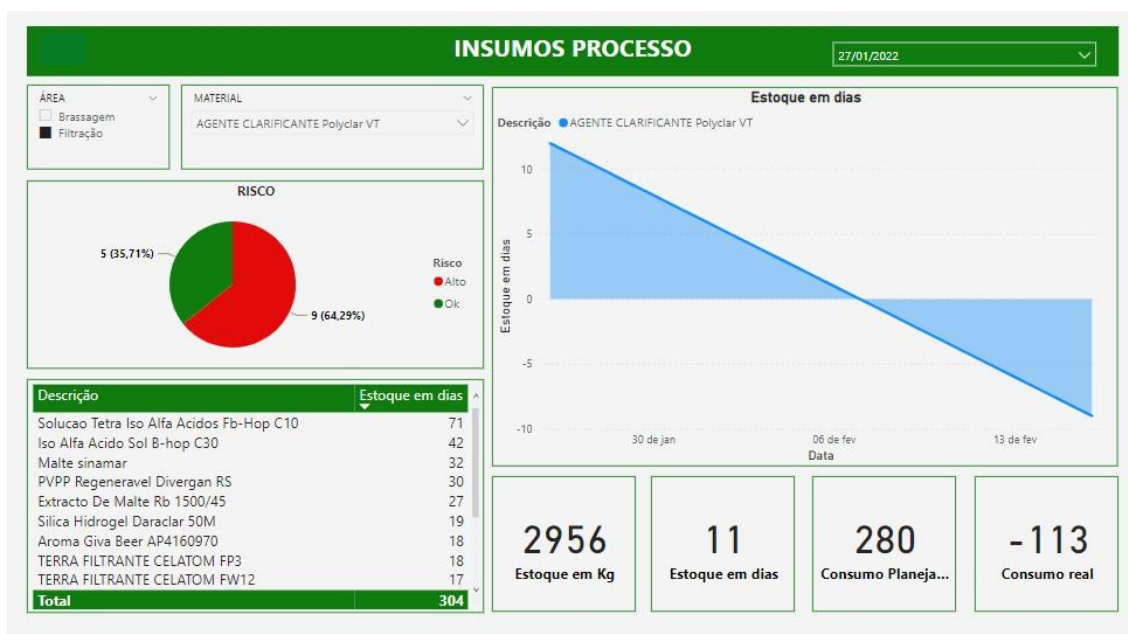 INSUMOS PROCESSO
27/01/2022
ÁREA
Brassagem
Filtração
MATERIAL
AGENTE CLARIFICANTE Polyclar VT
RISCO
5 (35,71%)
9 (64,29%)
Risco
Alto
Ok
Descrição Estoque em dias
Solucao Tetra Iso Alfa Acidos Fb-Hop C10 71
Iso Alfa Acido Sol B-hop C30 42
Malte sinamar 32
PVPP Regeneravel Divergan RS 30
Extracto De Malte Rb 1500/45 27
Silica Hidrogel Daraclar 50M 19
Aroma Giva Beer AP4160970 18
TERRA FILTRANTE CELATOM FP3 18
TERRA FILTRANTE CELATOM FW12 17
Total 304
Estoque em dias
Descrição AGENTE CLARIFICANTE Polyclar VT
Estoque em dias
10
5
0
-5
-10
30 de jan 06 de fev 13 de fev
Data
2956
Estoque em Kg
11
Estoque em dias
280
Consumo Planeja...
-113
Consumo real